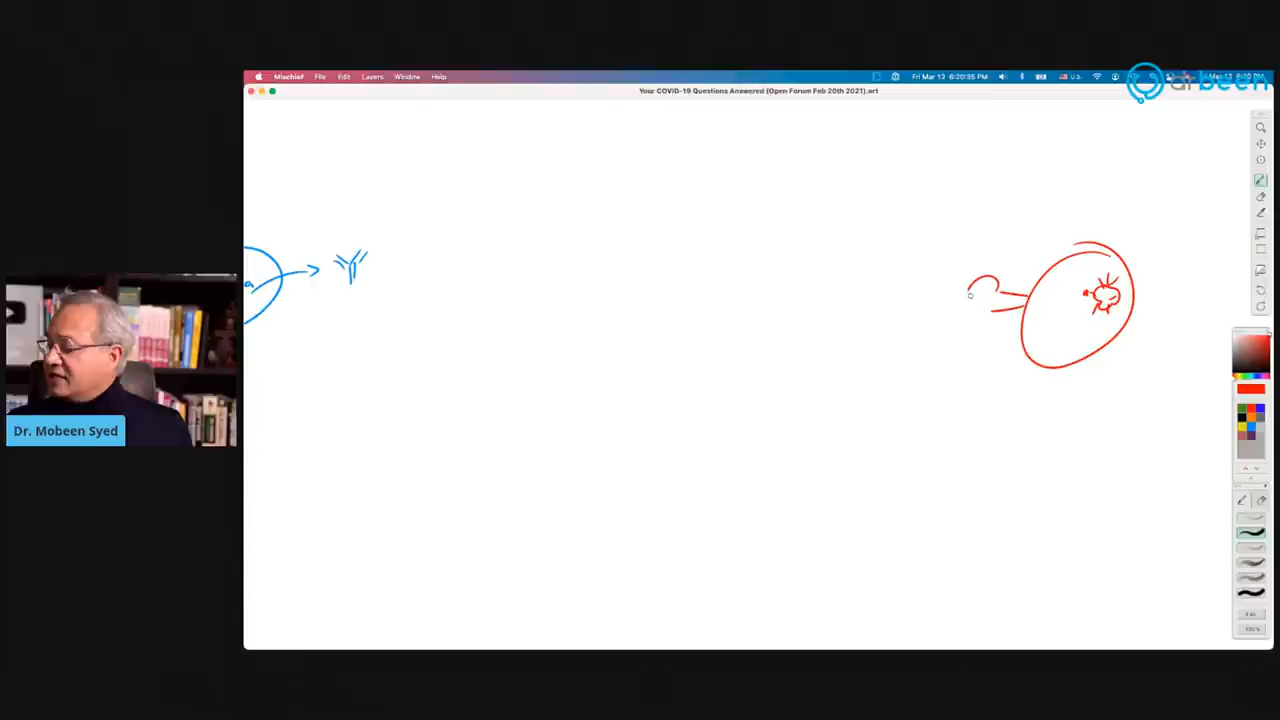 Mischief File Edit Layers Window Help Fri Mar 12 6:20:35 PM U.S.
Your COVID-19 Questions Answered (Open Forum Feb 20th 2021).art
drbeen
a
Dr. Mobeen Syed